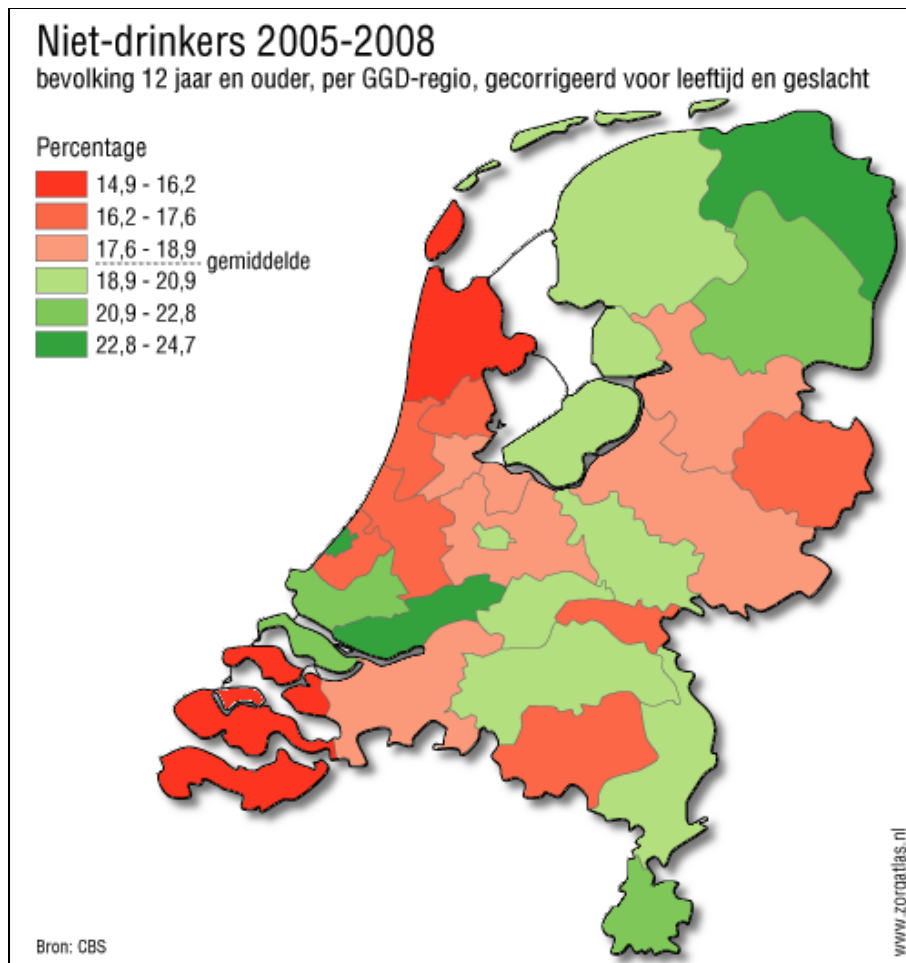 Niet-drinkers 2005-2008
bevolking 12 jaar en ouder, per GGD-regio, gecorrigeerd voor leeftijd en geslacht
Percentage
14,9 - 16,2
16,2 - 17,6
17,6 - 18,9
gemiddelde
18,9 - 20,9
20,9 - 22,8
22,8 - 24,7
Bron: CBS
www.zorgatlas.nl